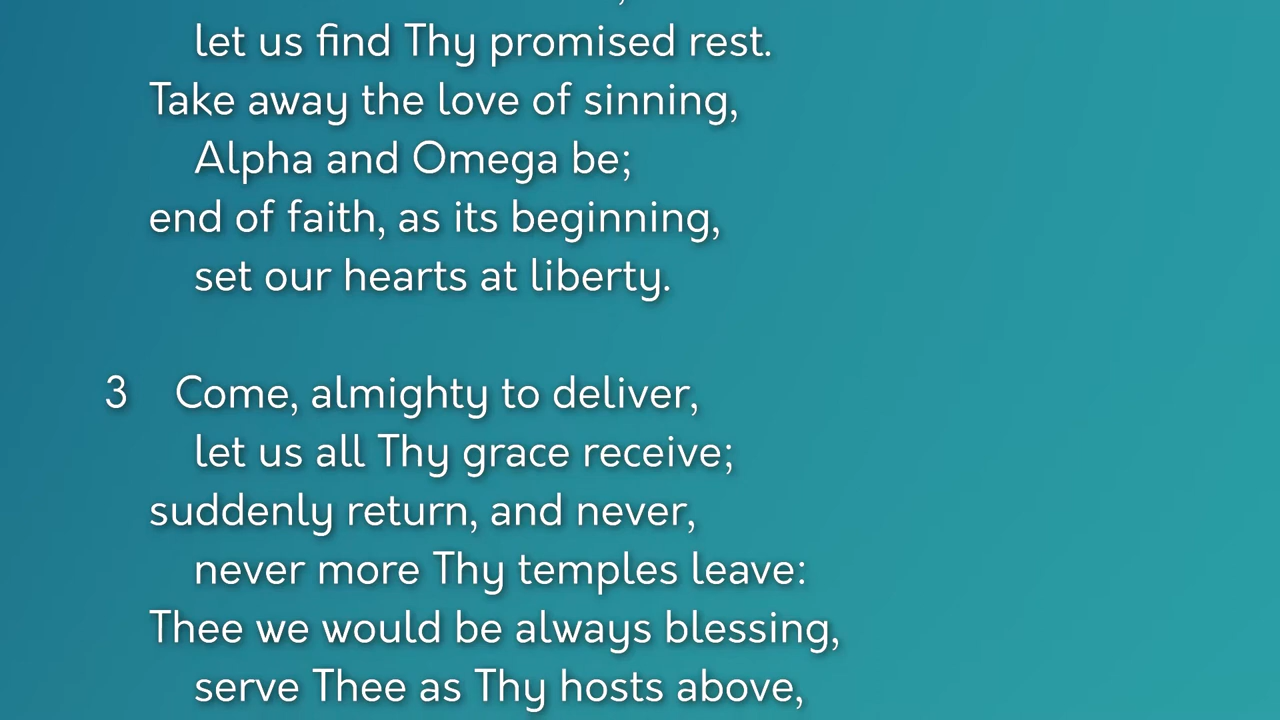 let us find Thy promised rest.
Take away the love of sinning,
Alpha and Omega be;
end of faith, as its beginning,
set our hearts at liberty.
3 Come, almighty to deliver,
let us all Thy grace receive;
suddenly return, and never,
never more Thy temples leave:
Thee we would be always blessing,
serve Thee as Thy hosts above,